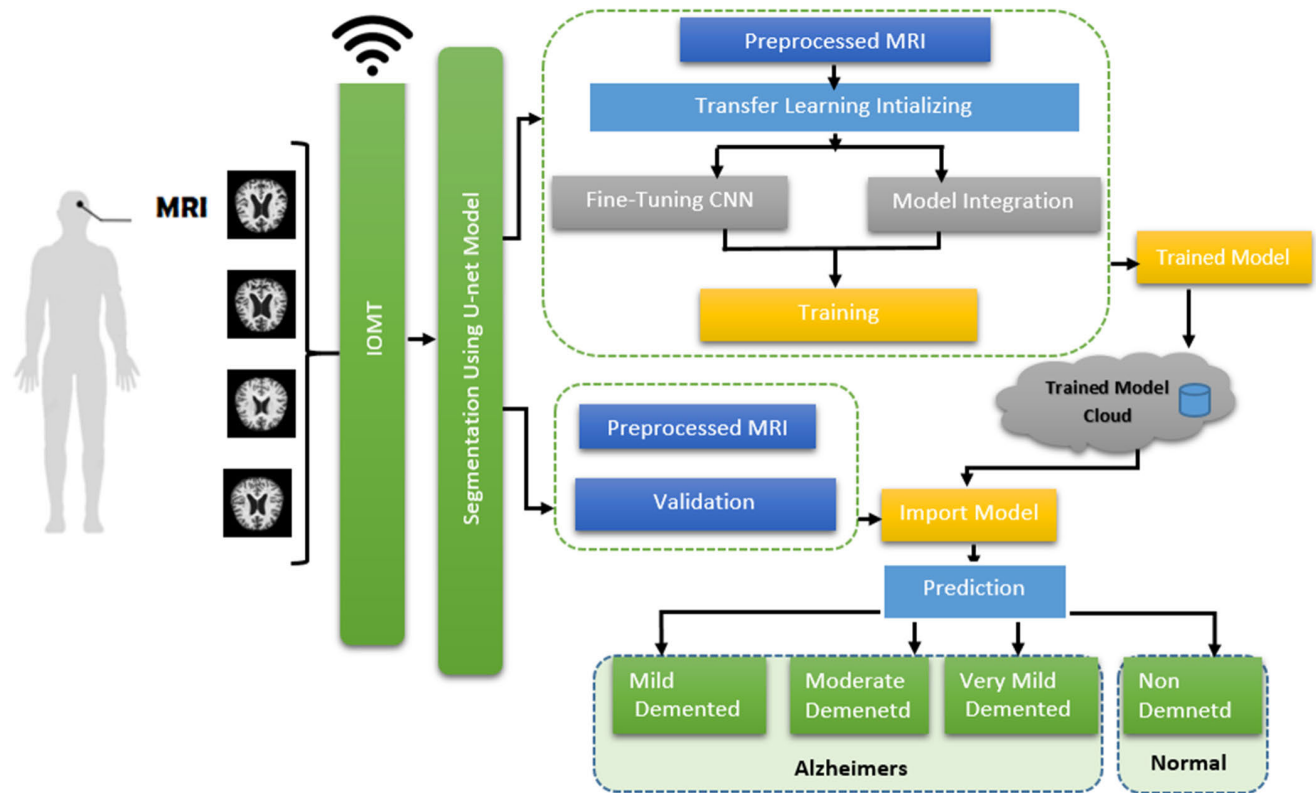 MRI
IOMT
Segmentation Using U-net Model
Preprocessed MRI
Transfer Learning Intializing
Fine-Tuning CNN
Model Integration
Training
Trained Model
Trained Model
Cloud
Preprocessed MRI
Validation
Import Model
Prediction
Mild
Demented
Moderate
Demenetd
Very Mild
Demented
Non
Demnetd
Alzheimers
Normal